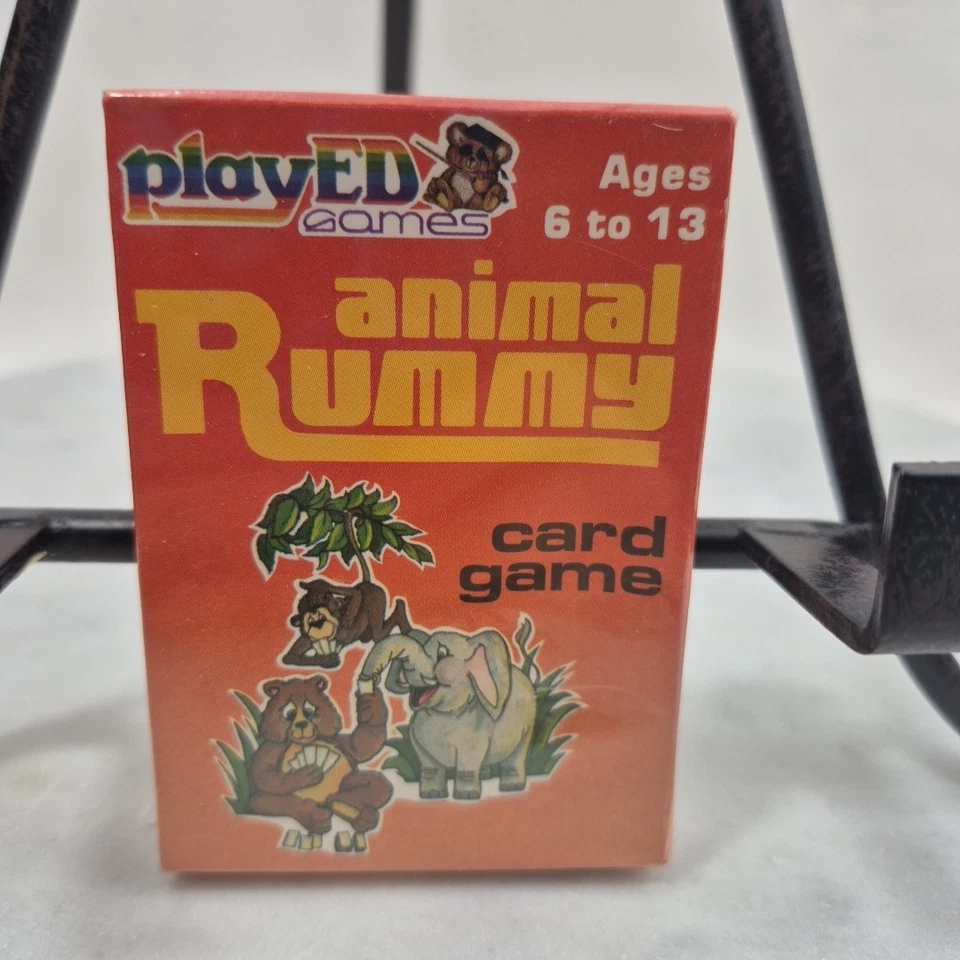 playED
Games
Ages
6 to 13
animal
Rummy
card
game